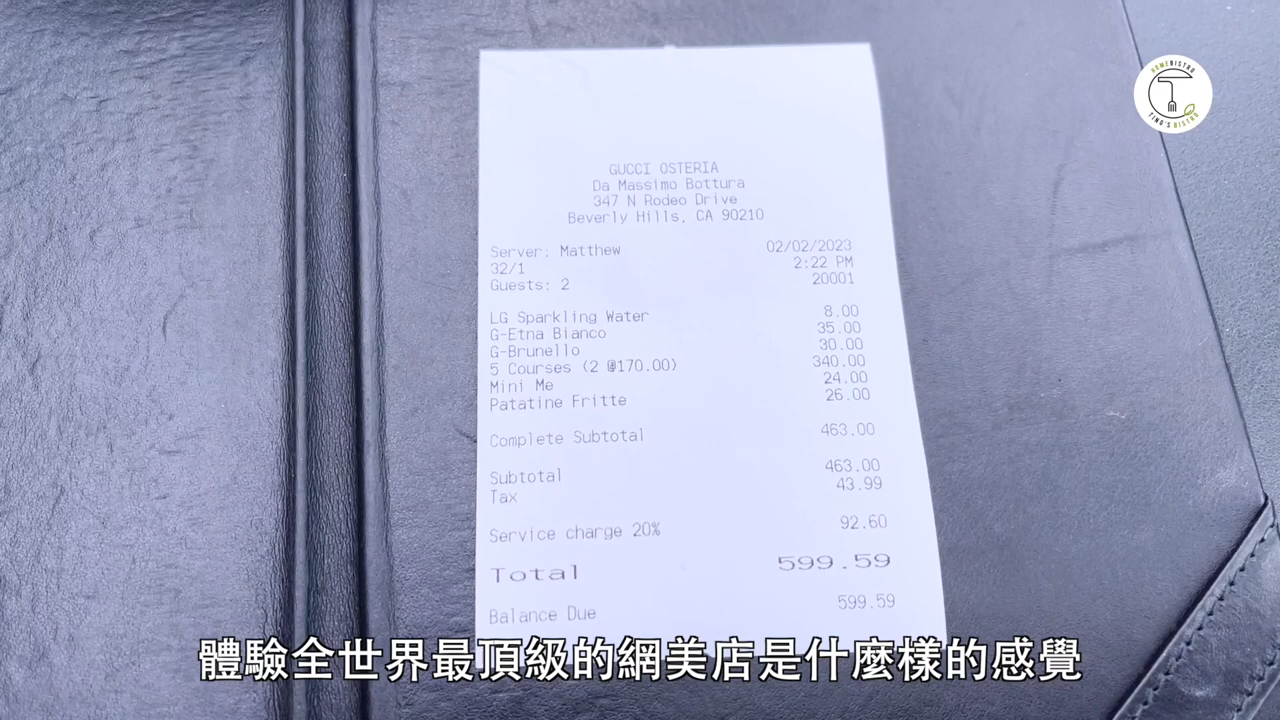 HOMEBISTRO
TING'S BISTRO
GUCCI OSTERIA
Da Massimo Bottura
347 N Rodeo Drive
Beverly Hills, CA 90210
Server: Matthew 02/02/2023
32/1 2:22 PM
Guests: 2 20001
LG Sparkling Water 8.00
G-Etna Bianco 35.00
G-Brunello 30.00
5 Courses (2 @170.00) 340.00
Mini Me 24.00
Patatine Fritte 26.00
Complete Subtotal 463.00
Subtotal 463.00
Tax 43.99
Service charge 20% 92.60
Total 599.59
Balance Due 599.59
體驗全世界最頂級的網美店是什麼樣的感覺